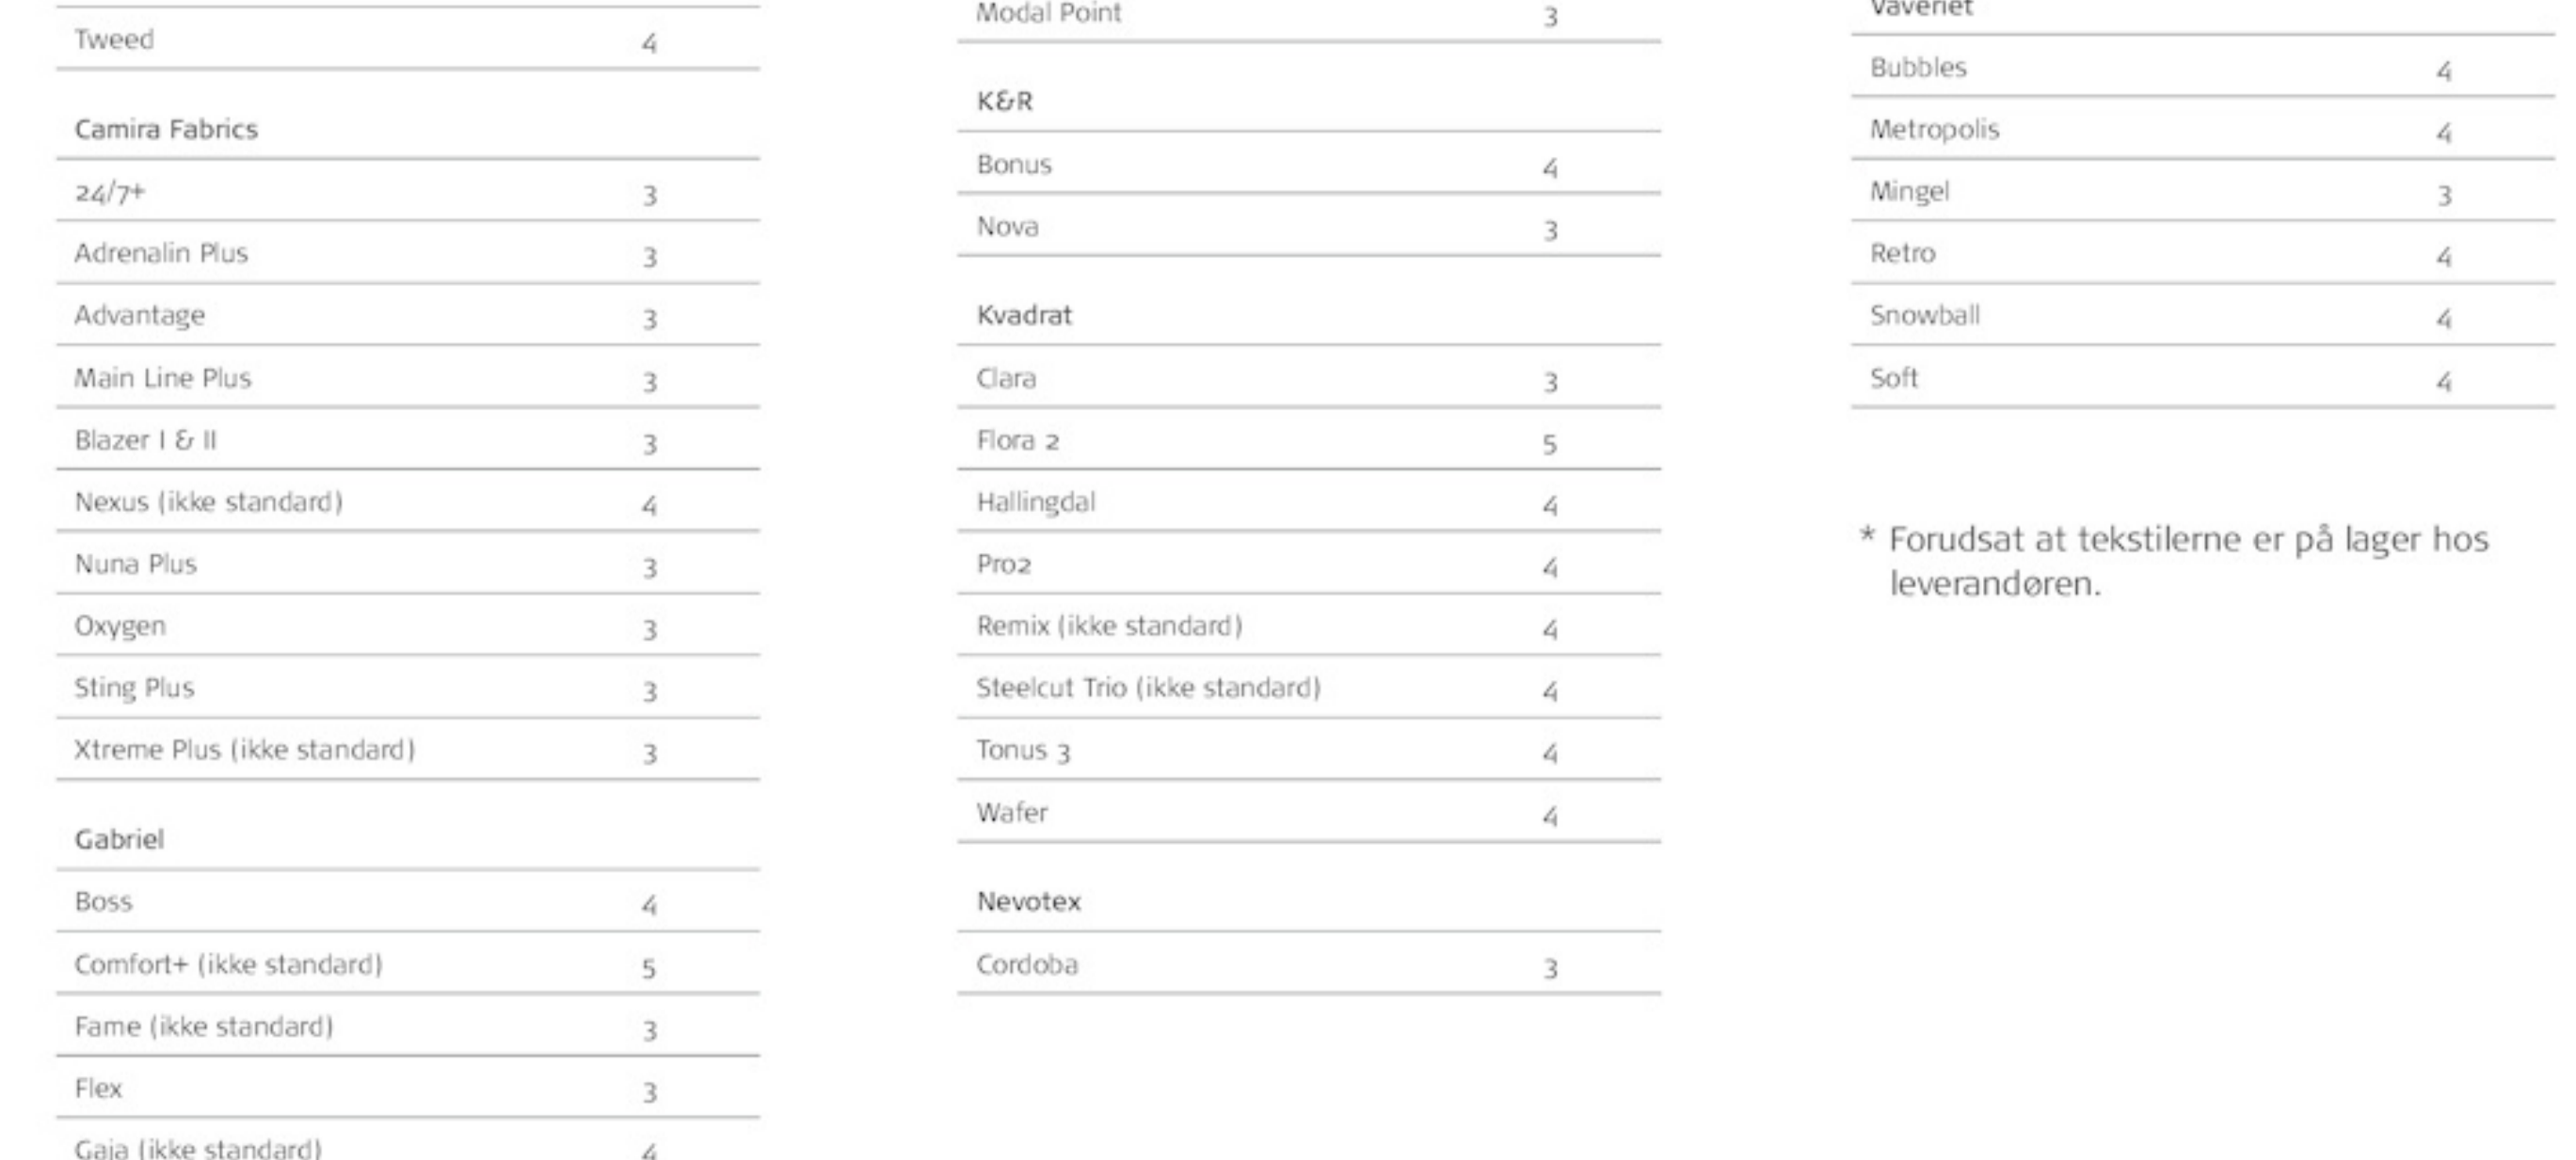 Tweed 4
Camira Fabrics
24/7+ 3
Adrenalin Plus 3
Advantage 3
Main Line Plus 3
Blazer I & II 3
Nexus (ikke standard) 4
Nuna Plus 3
Oxygen 3
Sting Plus 3
Xtreme Plus (ikke standard) 3
Gabriel
Boss 4
Comfort+ (ikke standard) 5
Fame (ikke standard) 3
Flex 3
Gaja (ikke standard) 4
Modal Point 3
K&R
Bonus 4
Nova 3
Kvadrat
Clara 3
Flora 2 5
Hallingdal 4
Pro2 4
Remix (ikke standard) 4
Steelcut Trio (ikke standard) 4
Tonus 3 4
Wafer 4
Nevotex
Cordoba 3
Vaveriet
Bubbles 4
Metropolis 4
Mingel 3
Retro 4
Snowball 4
Soft 4
* Forudsat at tekstilerne er på lager hos
leverandøren.